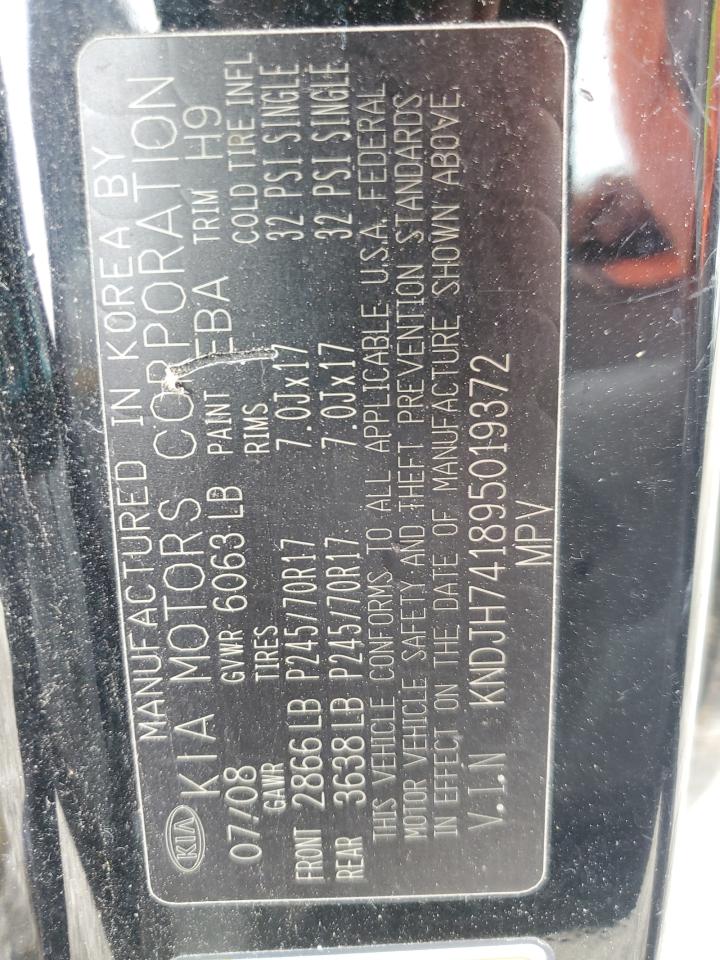 MANUFACTURED IN KOREA BY
KIA KIA MOTORS CORPORATION
07/08 GVWR 6063 LB PAINT EBA TRIM H9
GAWR TIRES RIMS COLD TIRE INFL
FRONT 2866 LB P245/70R17 7.0Jx17 32 PSI SINGLE
REAR 3638 LB P245/70R17 7.0Jx17 32 PSI SINGLE
THIS VEHICLE CONFORMS TO ALL APPLICABLE U.S.A. FEDERAL
MOTOR VEHICLE SAFETY AND THEFT PREVENTION STANDARDS
IN EFFECT ON THE DATE OF MANUFACTURE SHOWN ABOVE.
V.I.N KNDJH741895019372
MPV